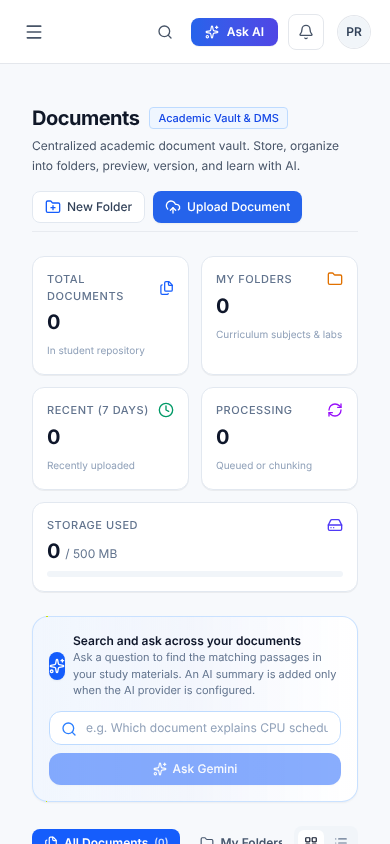 Ask AI
PR
Documents
Academic Vault & DMS
Centralized academic document vault. Store, organize
into folders, preview, version, and learn with AI.
New Folder
Upload Document
TOTAL
DOCUMENTS
0
In student repository
MY FOLDERS
0
Curriculum subjects & labs
RECENT (7 DAYS)
0
Recently uploaded
PROCESSING
0
Queued or chunking
STORAGE USED
0 / 500 MB
Search and ask across your documents
Ask a question to find the matching passages in
your study materials. An AI summary is added only
when the AI provider is configured.
e.g. Which document explains CPU schedu
Ask Gemini
All Documents (0)
My Folders